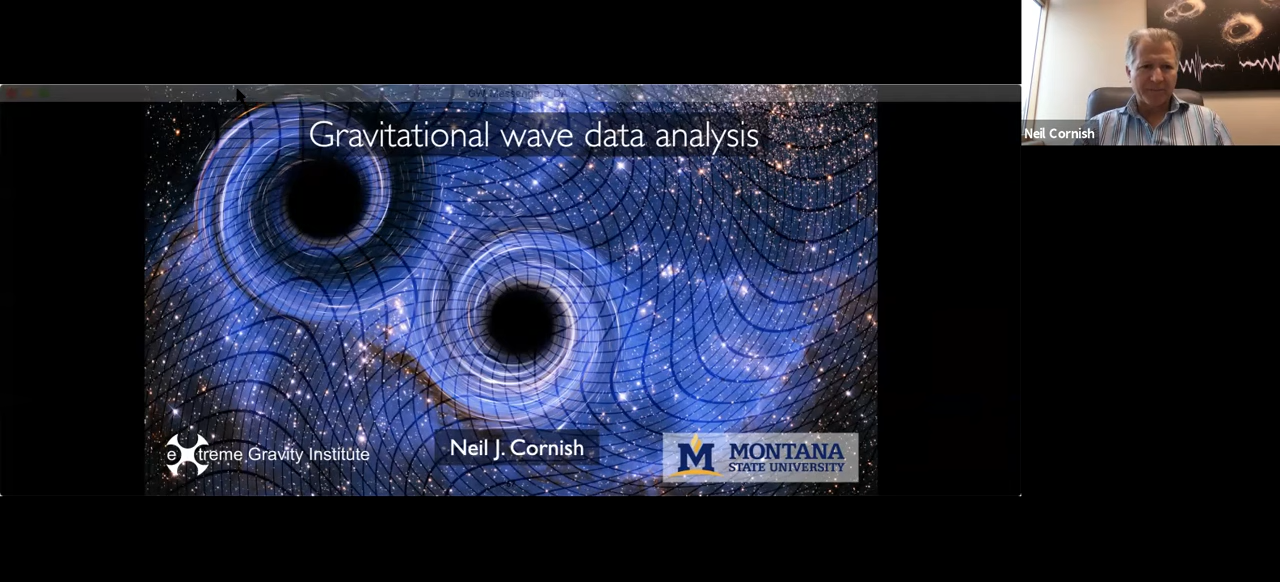 Gravitational wave data analysis
Neil Cornish
eXtreme Gravity Institute
Neil J. Cornish
M MONTANA
STATE UNIVERSITY